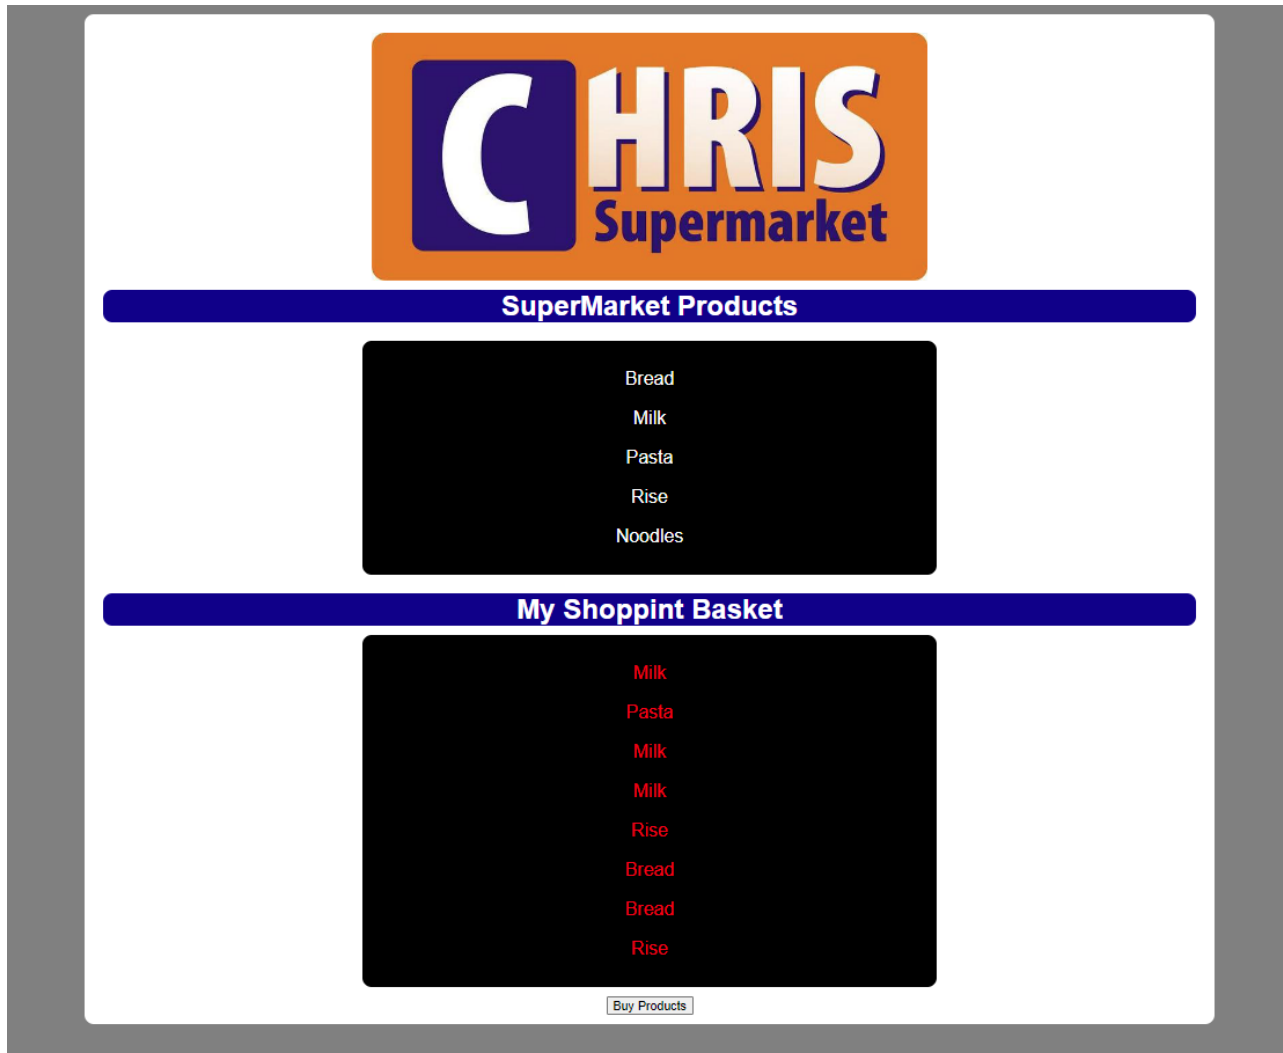 CHRIS
Supermarket
SuperMarket Products
Bread
Milk
Pasta
Rise
Noodles
My Shoppint Basket
Milk
Pasta
Milk
Milk
Rise
Bread
Bread
Rise
Buy Products